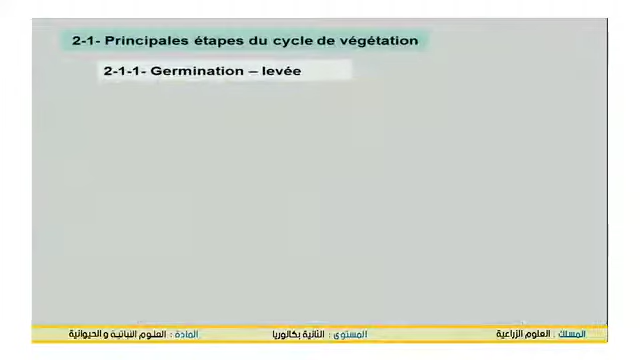 2-1- Principales étapes du cycle de végétation
2-1-1- Germination – levée
المسلك : العلوم الزراعية المستوى : الثانية بكالوريا المادة : العلوم النباتية و الحيوانية